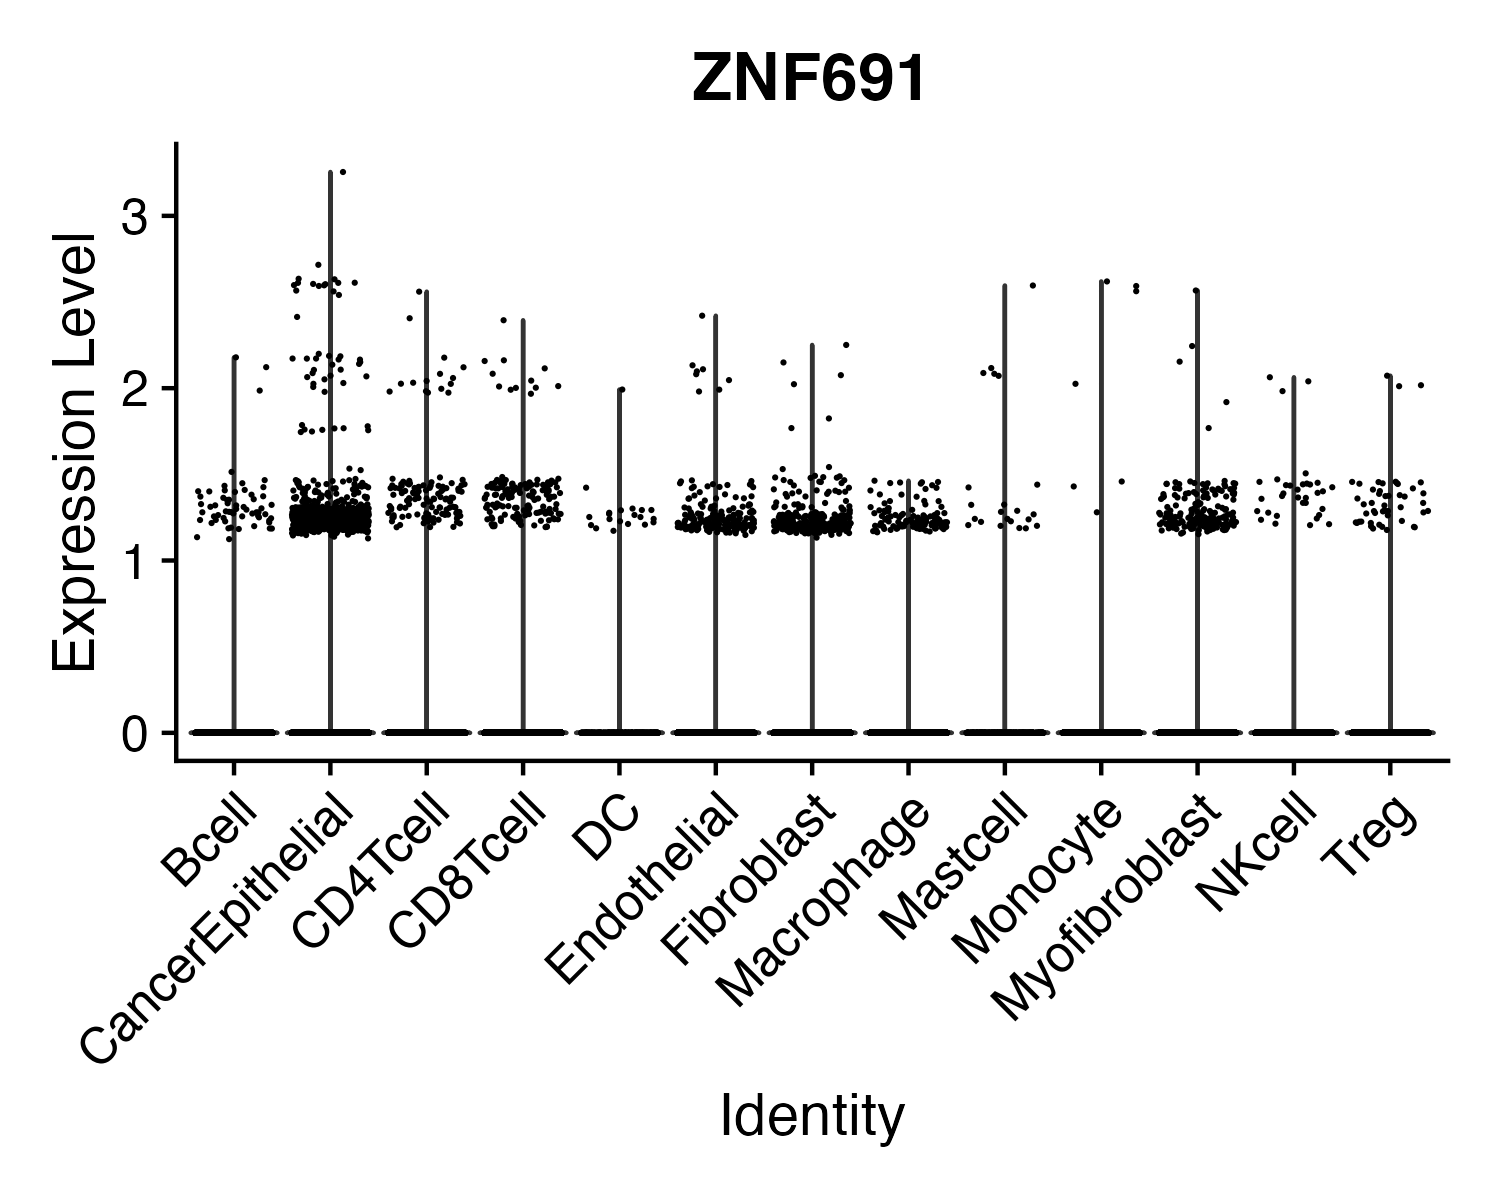 ZNF691
Expression Level
3
2
1
0
Bcell
CancerEpithelial
CD4Tcell
CD8Tcell
DC
Endothelial
Fibroblast
Macrophage
Mastcell
Monocyte
Myofibroblast
NKcell
Treg
Identity